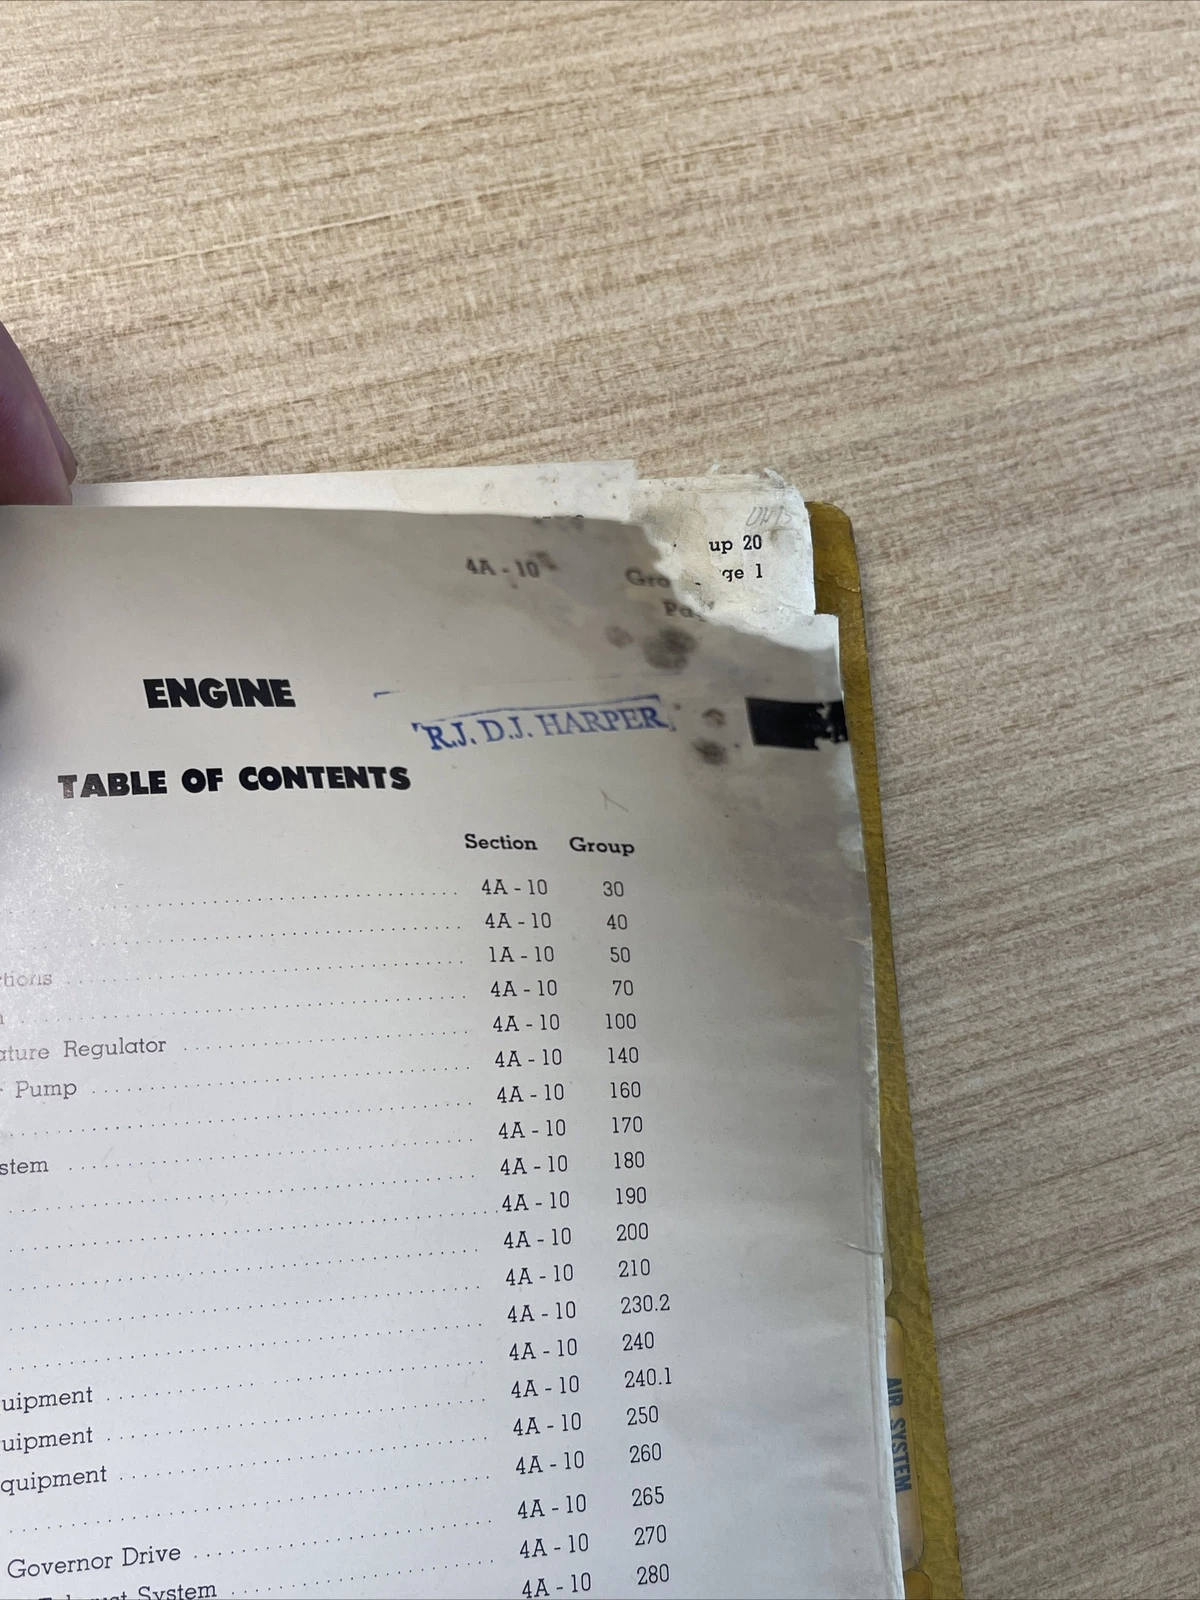 up 20
ge 1
4A - 10
Gro
Pa
ENGINE
R.J. D.J. HARPER
TABLE OF CONTENTS
Section Group
4A - 10 30
4A - 10 40
1A - 10 50
tions 4A - 10 70
4A - 10 100
ature Regulator 4A - 10 140
Pump 4A - 10 160
4A - 10 170
stem 4A - 10 180
4A - 10 190
4A - 10 200
4A - 10 210
4A - 10 230.2
4A - 10 240
uipment 4A - 10 240.1
uipment 4A - 10 250
quipment 4A - 10 260
4A - 10 265
Governor Drive 4A - 10 270
System 4A - 10 280
AIR SYSTEM